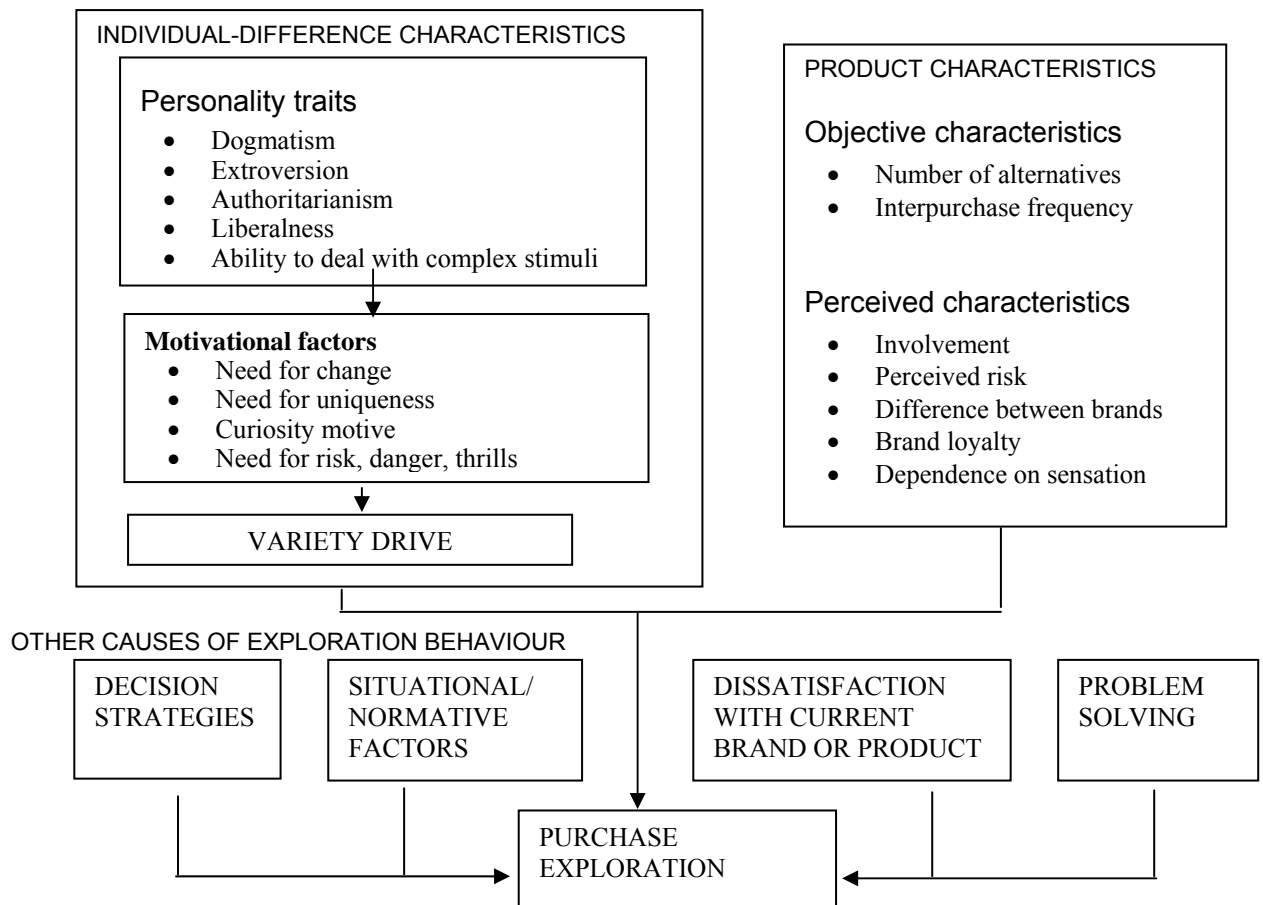 INDIVIDUAL-DIFFERENCE CHARACTERISTICS
Personality traits
• Dogmatism
• Extroversion
• Authoritarianism
• Liberalness
• Ability to deal with complex stimuli
Motivational factors
• Need for change
• Need for uniqueness
• Curiosity motive
• Need for risk, danger, thrills
VARIETY DRIVE
PRODUCT CHARACTERISTICS
Objective characteristics
• Number of alternatives
• Interpurchase frequency
Perceived characteristics
• Involvement
• Perceived risk
• Difference between brands
• Brand loyalty
• Dependence on sensation
OTHER CAUSES OF EXPLORATION BEHAVIOUR
DECISION
STRATEGIES
SITUATIONAL/
NORMATIVE
FACTORS
DISSATISFACTION
WITH CURRENT
BRAND OR PRODUCT
PROBLEM
SOLVING
PURCHASE
EXPLORATION